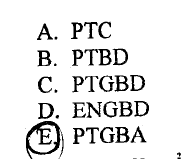 A. PTC
B. PTBD
C. PTGBD
D. ENGBD
E. PTGBA